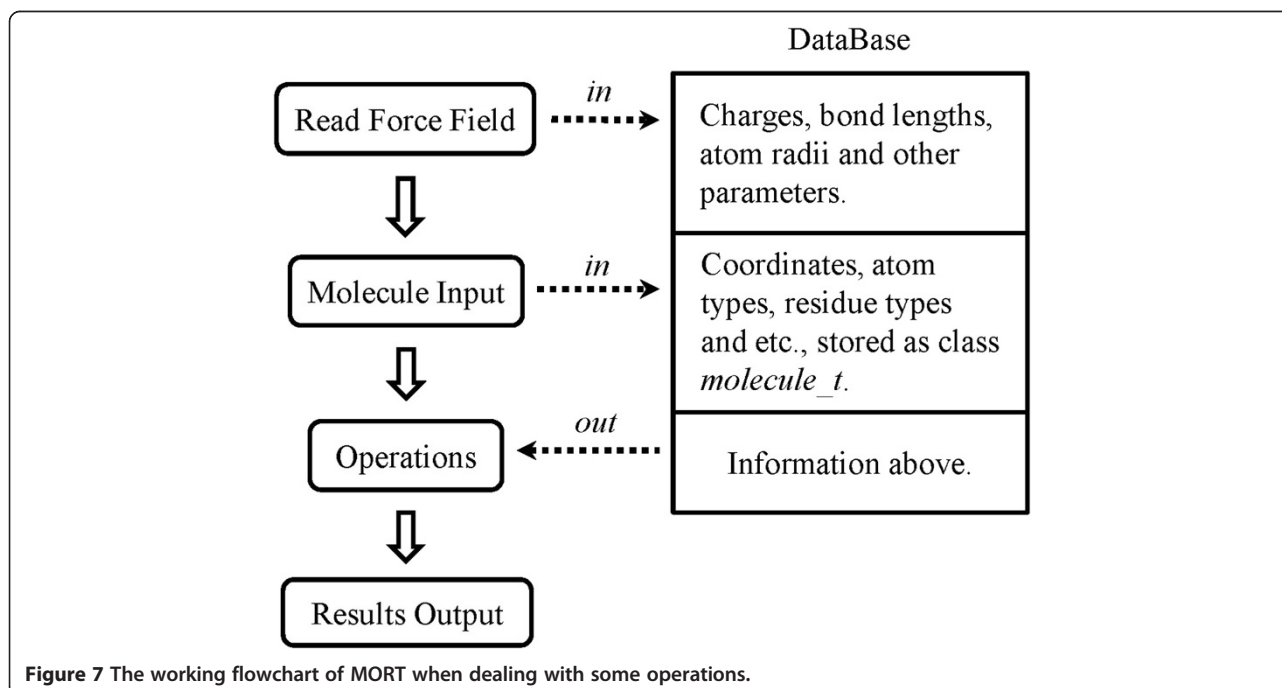 DataBase
Read Force Field
in
Charges, bond lengths,
atom radii and other
parameters.
Molecule Input
in
Coordinates, atom
types, residue types
and etc., stored as class
molecule_t.
Operations
out
Information above.
Results Output
Figure 7 The working flowchart of MORT when dealing with some operations.